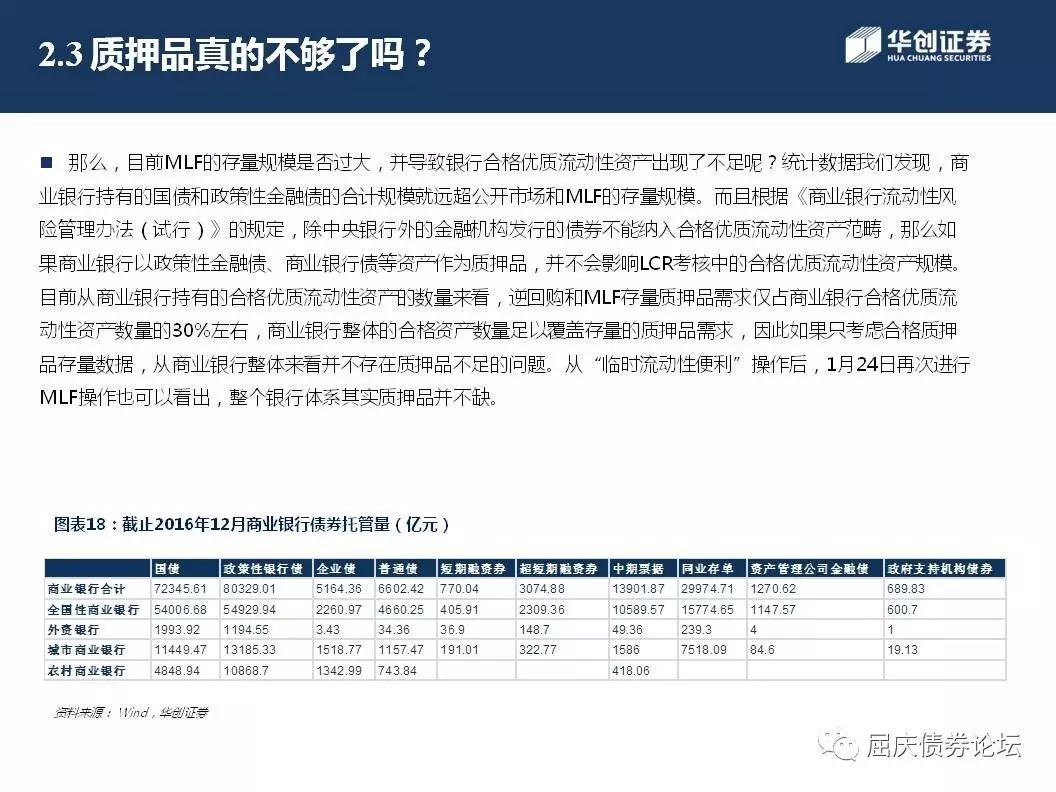 2.3 质押品真的不够了吗？
华创证券
HUA CHUANG SECURITIES
■ 那么，目前MLF的存量规模是否过大，并导致银行合格优质流动性资产出现了不足呢？统计数据我们发现，商
业银行持有的国债和政策性金融债的合计规模就远超公开市场和MLF的存量规模。而且根据《商业银行流动性风
险管理办法（试行）》的规定，除中央银行外的金融机构发行的债券不能纳入合格优质流动性资产范畴，那么如
果商业银行以政策性金融债、商业银行债等资产作为质押品，并不会影响LCR考核中的合格优质流动性资产规模。
目前从商业银行持有的合格优质流动性资产的数量来看，逆回购和MLF存量质押品需求仅占商业银行合格优质流
动性资产数量的30%左右，商业银行整体的合格资产数量足以覆盖存量的质押品需求，因此如果只考虑合格质押
品存量数据，从商业银行整体来看并不存在质押品不足的问题。从“临时流动性便利”操作后，1月24日再次进行
MLF操作也可以看出，整个银行体系其实质押品并不缺。
图表18：截止2016年12月商业银行债券托管量（亿元）
国债 政策性银行债 企业债 普通债 短期融资券 超短期融资券 中期票据 同业存单 资产管理公司金融债 政府支持机构债券
商业银行合计 72345.61 80329.01 5164.36 6602.42 770.04 3074.88 13901.87 29974.71 1270.62 689.83
全国性商业银行 54006.68 54929.94 2260.97 4660.25 405.91 2309.36 10589.57 15774.65 1147.57 600.7
外资银行 1993.92 1194.55 3.43 34.36 36.9 148.7 49.36 239.3 4 1
城市商业银行 11449.47 13185.33 1518.77 1157.47 191.01 322.77 1586 7518.09 84.6 19.13
农村商业银行 4848.94 10868.7 1342.99 743.84 418.06
资料来源：Wind，华创证券
屈庆债券论坛